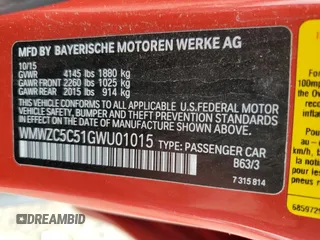 MFD BY BAYERISCHE MOTOREN WERKE AG
10/15
GVWR 4145 lbs 1880 kg
GAWR FRONT 2260 lbs 1025 kg
GAWR REAR 2015 lbs 914 kg
THIS VEHICLE CONFORMS TO ALL APPLICABLE
U.S.FEDERAL MOTOR
VEHICLE SAFETY, BUMPER AND THEFT PREVENTION
STANDARDS IN EFFECT ON THE DATE OF
MANUFACTURE SHOWN ABOVE.
WMWZC5C51GWU01015 TYPE: PASSENGER CAR
B63/3
7 315 814
100mp
au-c
685972
DREAMBID